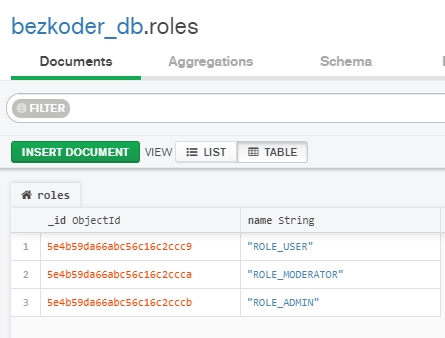 bezkoder_db.roles
Documents Aggregations Schema
FILTER
INSERT DOCUMENT VIEW LIST TABLE
roles
_id ObjectId name String
1 5e4b59da66abc56c16c2ccc9 "ROLE_USER"
2 5e4b59da66abc56c16c2ccca "ROLE_MODERATOR"
3 5e4b59da66abc56c16c2cccb "ROLE_ADMIN"